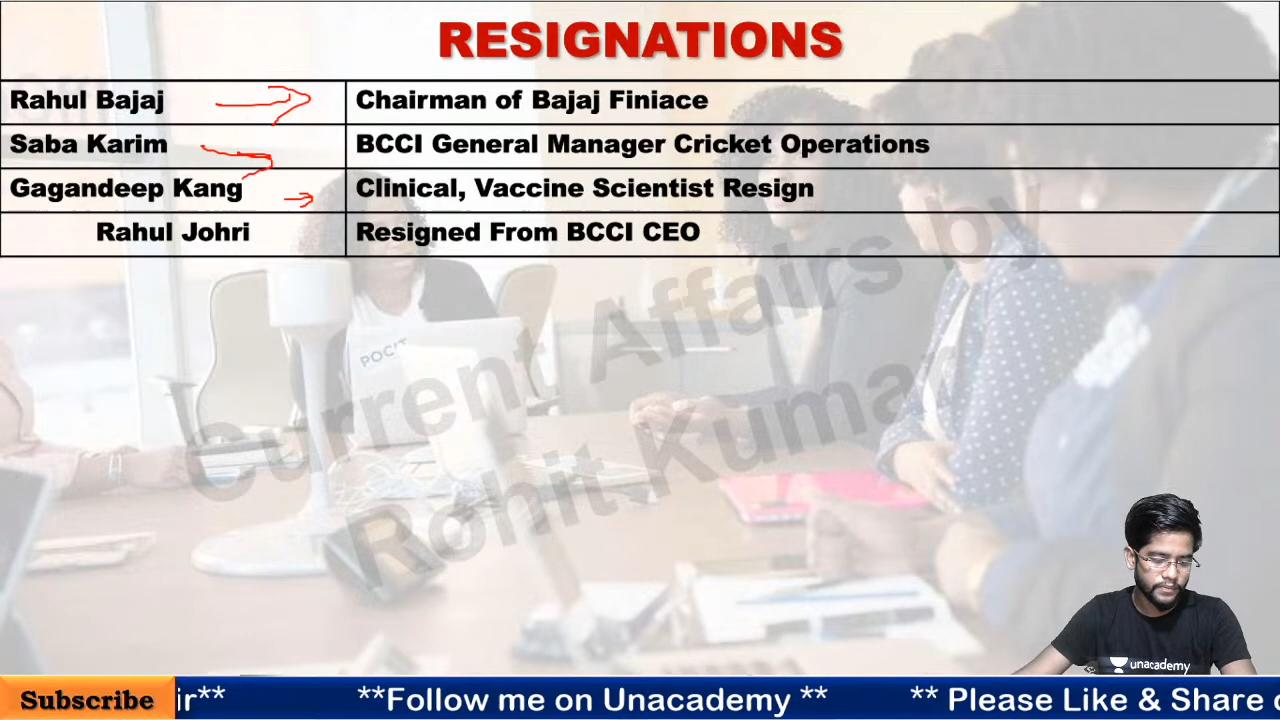 RESIGNATIONS
Rahul Bajaj Chairman of Bajaj Finiace
Saba Karim BCCI General Manager Cricket Operations
Gagandeep Kang Clinical, Vaccine Scientist Resign
Rahul Johri Resigned From BCCI CEO
POC'T
Current Affairs by
Rohit Kumar
unacademy
Subscribe ir** **Follow me on Unacademy ** ** Please Like & Share